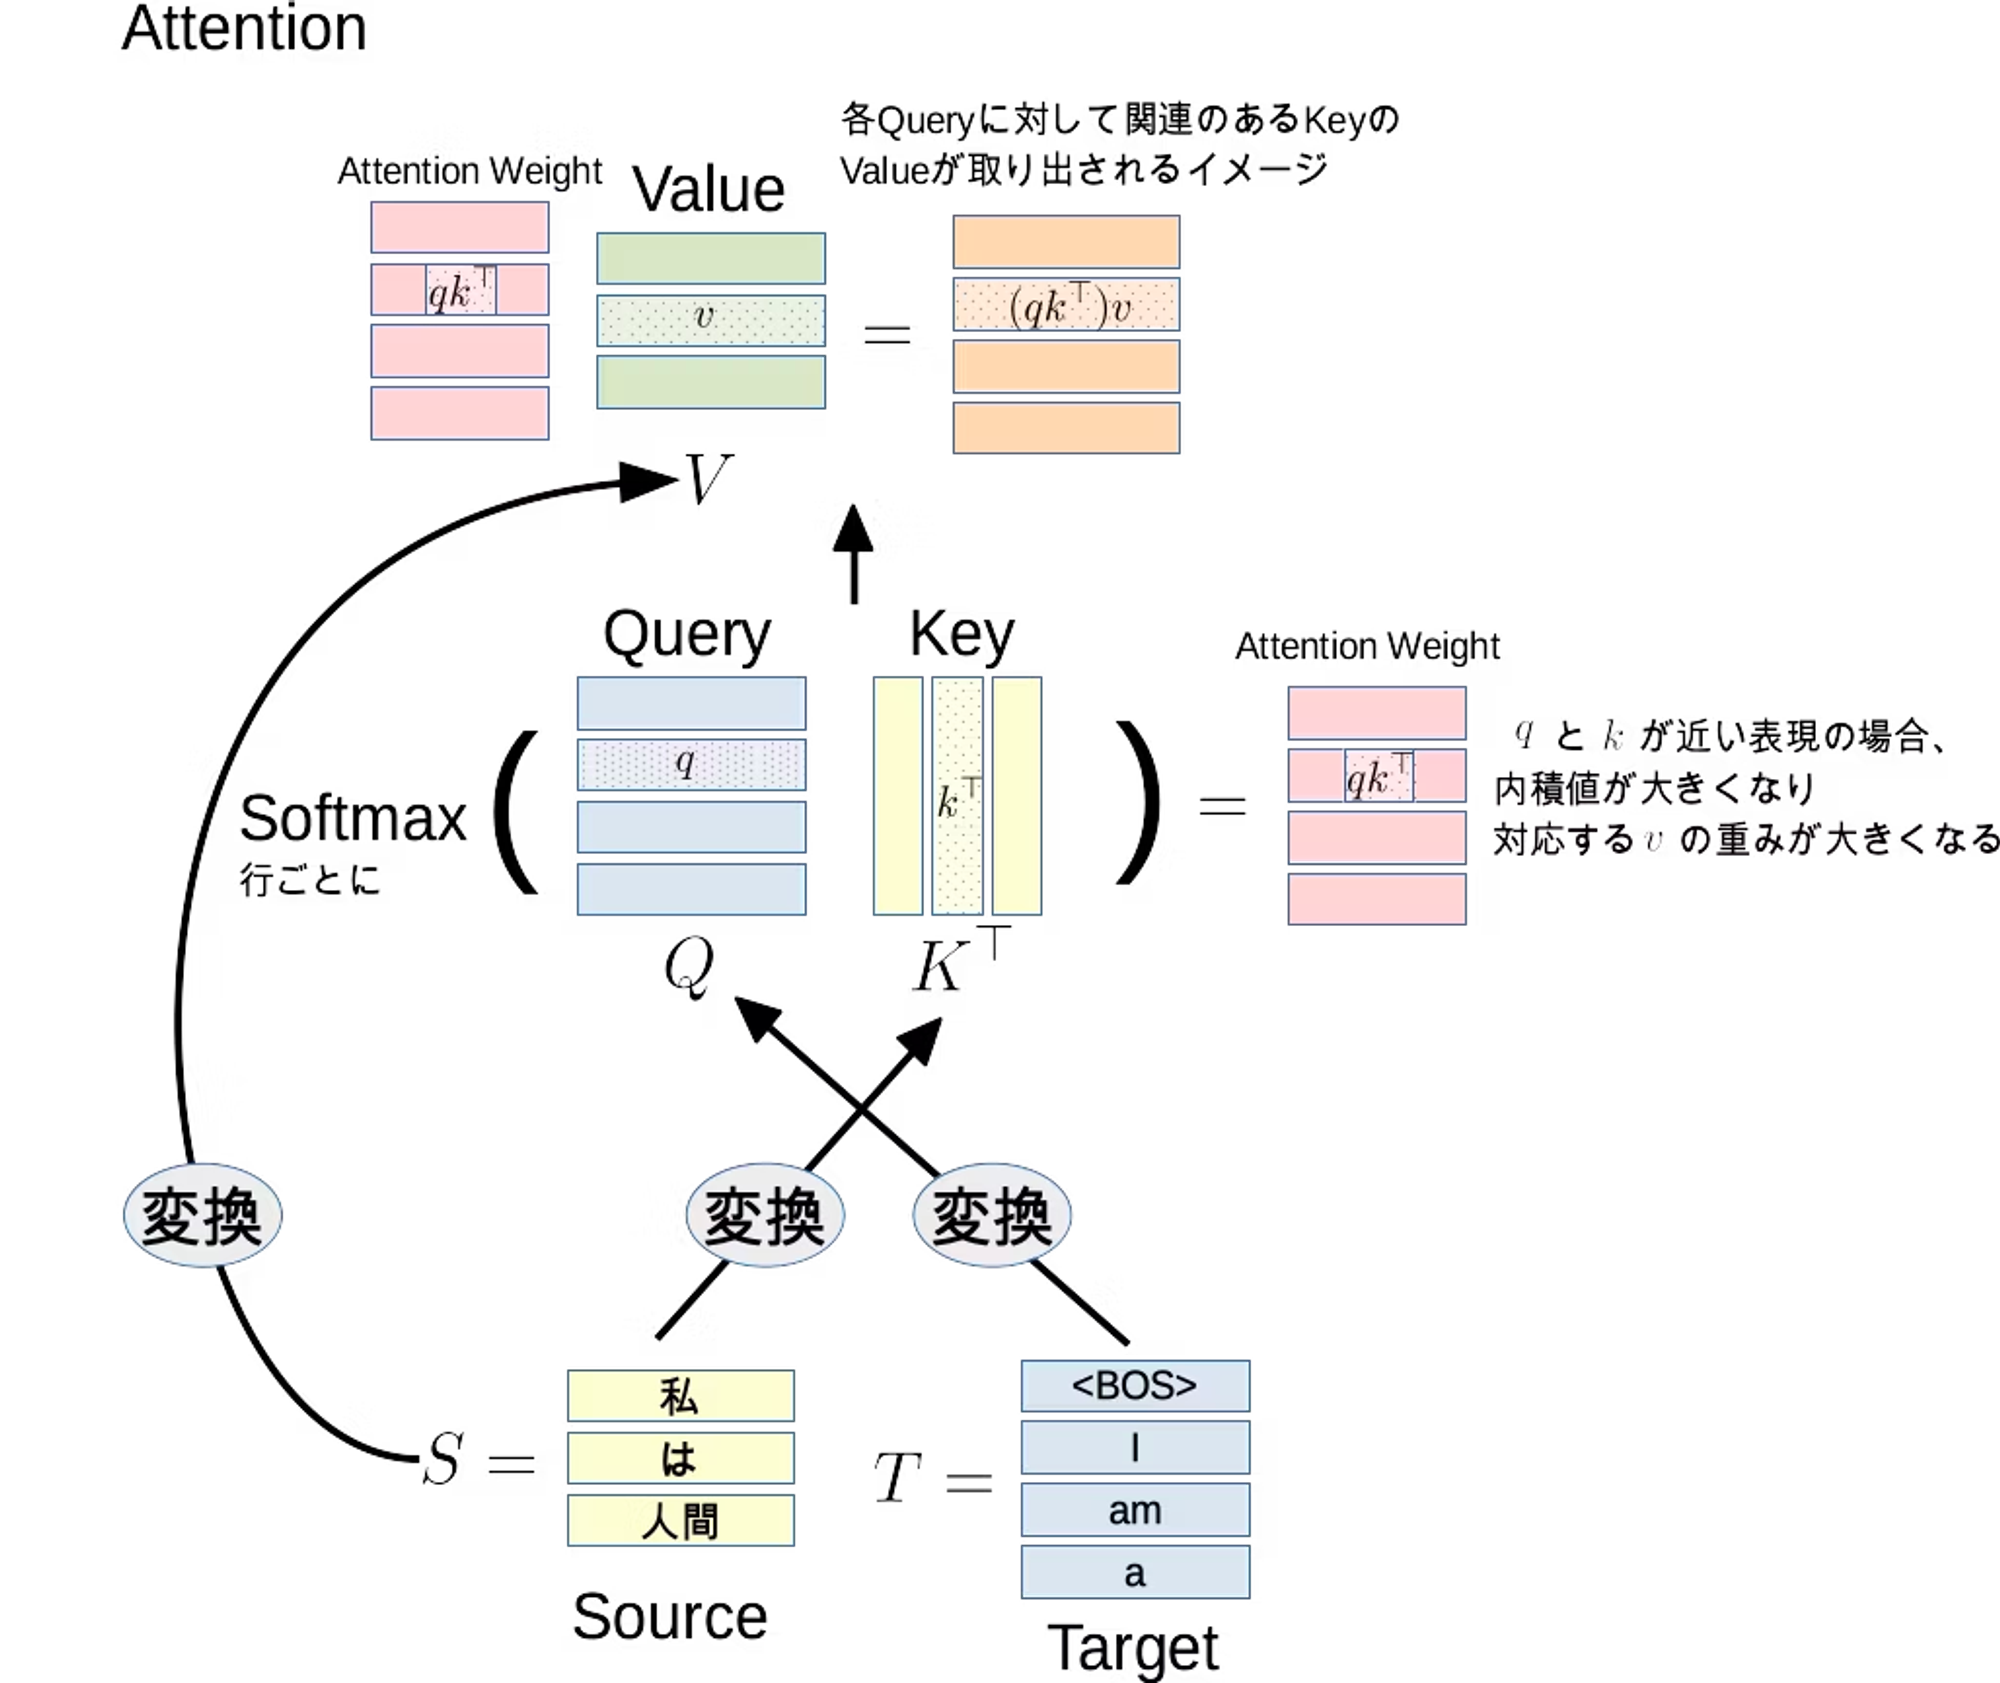 Attention
各Queryに対して関連のあるKeyの
Valueが取り出されるイメージ
Attention Weight
Value
qk⊤
v
=
(qk⊤)v
V
Query
Key
Attention Weight
Softmax
行ごとに
(
q
k⊤
)
=
qk⊤
q と k が近い表現の場合、
内積値が大きくなり
対応する v の重みが大きくなる
Q
K⊤
変換
変換
変換
S =
私
は
人間
Source
T =
<BOS>
I
am
a
Target